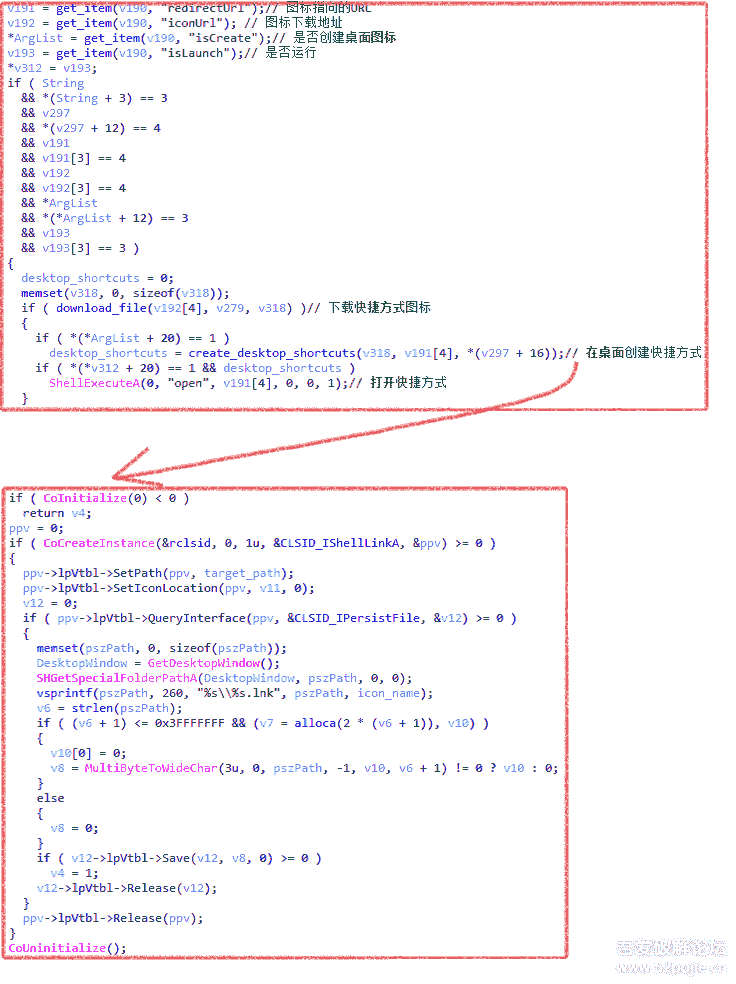 v191 = get_item(v190, "redirectUrl");// 图标指向的URL
v192 = get_item(v190, "iconUrl"); // 图标下载地址
*ArgList = get_item(v190, "isCreate");// 是否创建桌面图标
v193 = get_item(v190, "isLaunch");// 是否运行
*v312 = v193;
if ( String
&& *(String + 3) == 3
&& v297
&& *(v297 + 12) == 4
&& v191
&& v191[3] == 4
&& v192
&& v192[3] == 4
&& *ArgList
&& *(*ArgList + 12) == 3
&& v193
&& v193[3] == 3 )
{
desktop_shortcuts = 0;
memset(v318, 0, sizeof(v318));
if ( download_file(v192[4], v279, v318) )// 下载快捷方式图标
{
if ( *(*ArgList + 20) == 1 )
desktop_shortcuts = create_desktop_shortcuts(v318, v191[4], *(v297 + 16));// 在桌面创建快捷方式
if ( *(*v312 + 20) == 1 && desktop_shortcuts )
ShellExecuteA(0, "open", v191[4], 0, 0, 1);// 打开快捷方式
}
if ( CoInitialize(0) < 0 )
return v4;
ppv = 0;
if ( CoCreateInstance(&rclsid, 0, 1u, &CLSID_IShellLinkA, &ppv) >= 0 )
{
ppv->lpVtbl->SetPath(ppv, target_path);
ppv->lpVtbl->SetIconLocation(ppv, v11, 0);
v12 = 0;
if ( ppv->lpVtbl->QueryInterface(ppv, &CLSID_IPersistFile, &v12) >= 0 )
{
memset(pszPath, 0, sizeof(pszPath));
DesktopWindow = GetDesktopWindow();
SHGetSpecialFolderPathA(DesktopWindow, pszPath, 0, 0);
vsprintf(pszPath, 260, "%s\\%s.lnk", pszPath, icon_name);
v6 = strlen(pszPath);
if ( (v6 + 1) <= 0x3FFFFFFF && (v7 = alloca(2 * (v6 + 1)), v10) )
{
v10[0] = 0;
v8 = MultiByteToWideChar(3u, 0, pszPath, -1, v10, v6 + 1) != 0 ? v10 : 0;
}
else
{
v8 = 0;
}
if ( v12->lpVtbl->Save(v12, v8, 0) >= 0 )
v4 = 1;
v12->lpVtbl->Release(v12);
}
ppv->lpVtbl->Release(ppv);
}
CoUninitialize();
吾爱破解论坛
www.52pojie.cn